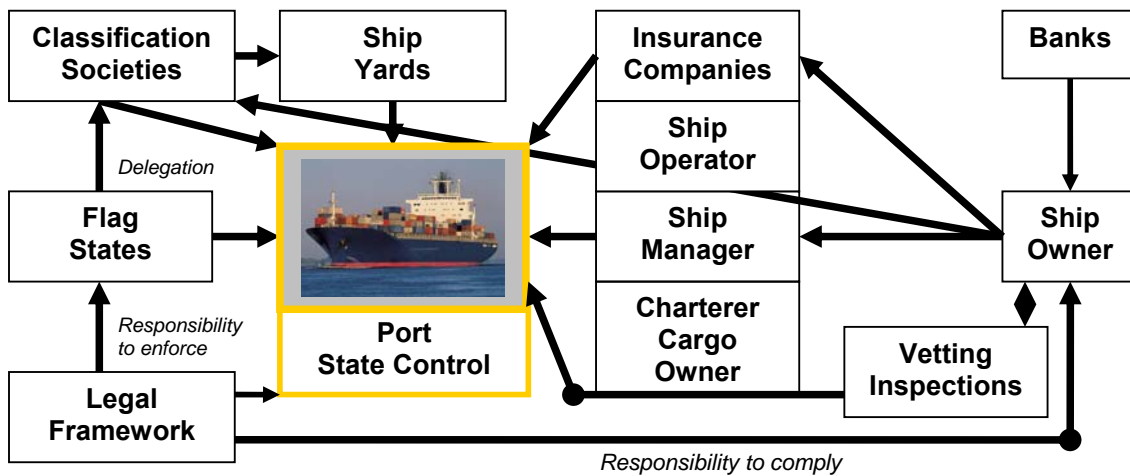 Classification
Societies
Ship
Yards
Insurance
Companies
Banks
Ship
Operator
Delegation
Flag
States
Ship
Manager
Ship
Owner
Responsibility
to enforce
Port
State Control
Charterer
Cargo
Owner
Vetting
Inspections
Legal
Framework
Responsibility to comply